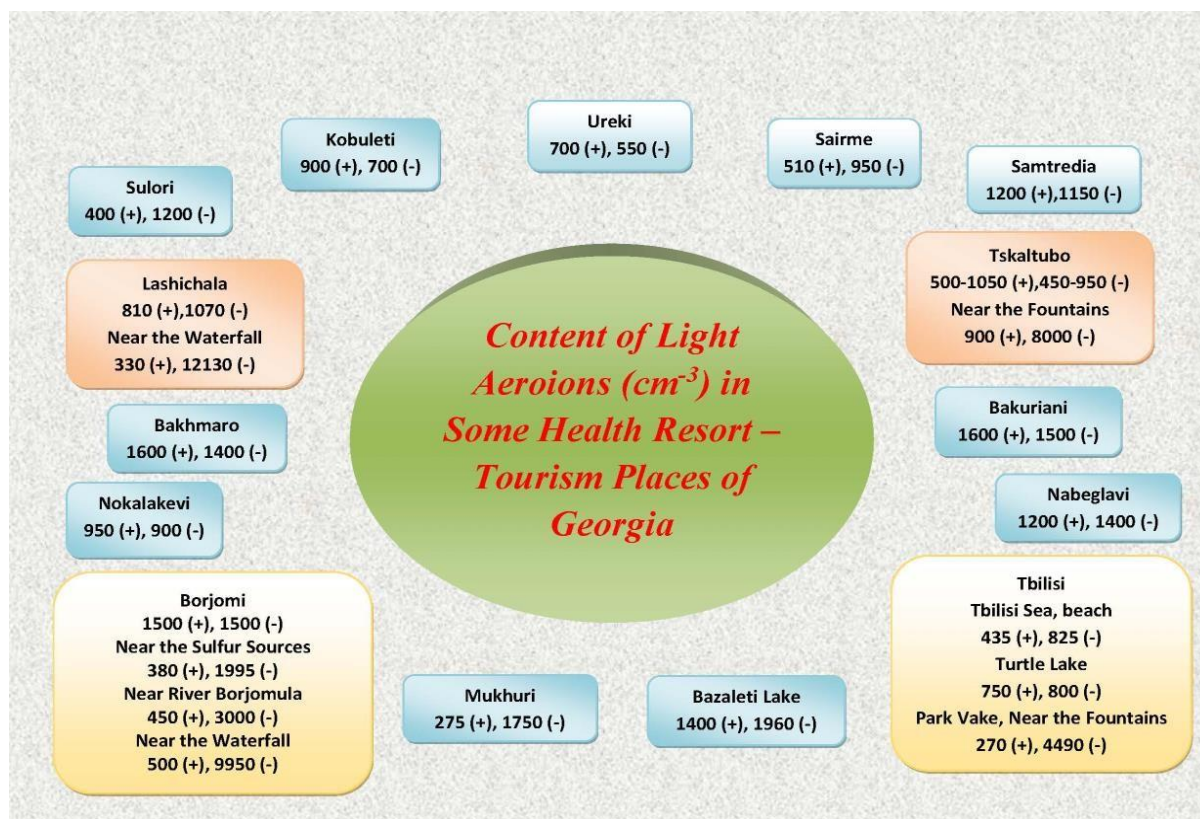 Kobuleti
900 (+), 700 (-)
Ureki
700 (+), 550 (-)
Sairme
510 (+), 950 (-)
Samtredia
1200 (+),1150 (-)
Sulori
400 (+), 1200 (-)
Lashichala
810 (+),1070 (-)
Near the Waterfall
330 (+), 12130 (-)
Tskaltubo
500-1050 (+),450-950 (-)
Near the Fountains
900 (+), 8000 (-)
Content of Light
Aeroions (cm⁻³) in
Some Health Resort –
Tourism Places of
Georgia
Bakhmaro
1600 (+), 1400 (-)
Bakuriani
1600 (+), 1500 (-)
Nokalakevi
950 (+), 900 (-)
Nabeglavi
1200 (+), 1400 (-)
Borjomi
1500 (+), 1500 (-)
Near the Sulfur Sources
380 (+), 1995 (-)
Near River Borjomula
450 (+), 3000 (-)
Near the Waterfall
500 (+), 9950 (-)
Mukhuri
275 (+), 1750 (-)
Bazaleti Lake
1400 (+), 1960 (-)
Tbilisi
Tbilisi Sea, beach
435 (+), 825 (-)
Turtle Lake
750 (+), 800 (-)
Park Vake, Near the Fountains
270 (+), 4490 (-)